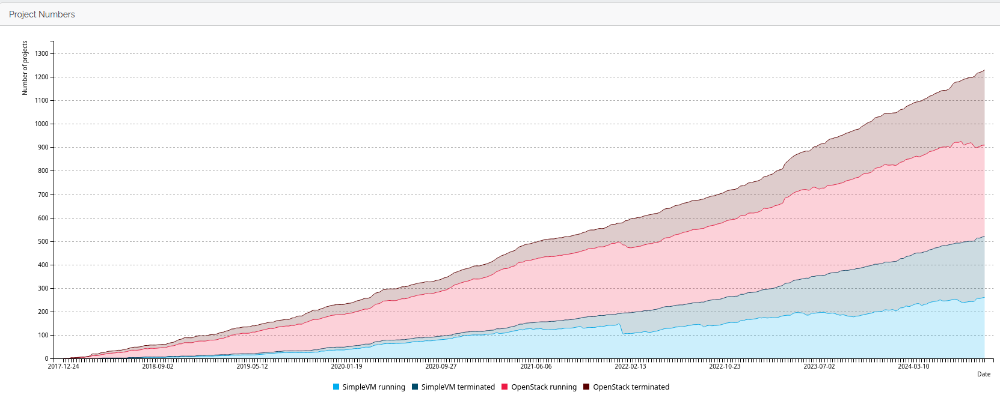 Project Numbers
Number of projects
1300
1200
1100
1000
900
800
700
600
500
400
300
200
100
0
2017-12-24 2018-09-02 2019-05-12 2020-01-19 2020-09-27 2021-06-06 2022-02-13 2022-10-23 2023-07-02 2024-03-10
Date
SimpleVM running SimpleVM terminated OpenStack running OpenStack terminated